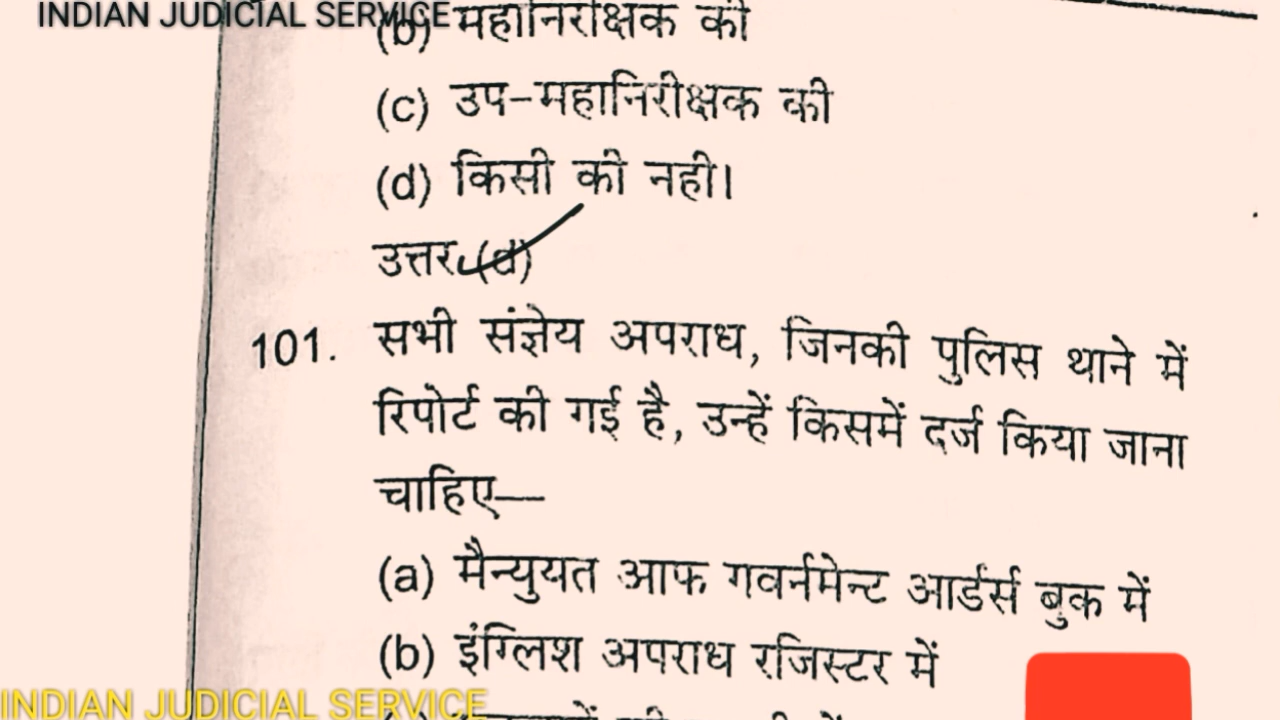 INDIAN JUDICIAL SERVICE
(b) महानिरीक्षक की
(c) उप-महानिरीक्षक की
(d) किसी की नही।
उत्तर (d)
101. सभी संज्ञेय अपराध, जिनकी पुलिस थाने में
रिपोर्ट की गई है, उन्हें किसमें दर्ज किया जाना
चाहिए—
(a) मैन्युयत आफ गवर्नमेन्ट आर्डर्स बुक में
(b) इंग्लिश अपराध रजिस्टर में
INDIAN JUDICIAL SERVICE